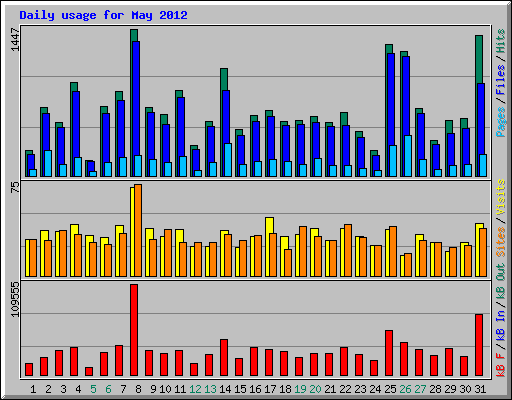 Daily usage for May 2012
1447
Pages / Files / Hits
75
Sites / Visits
109555
kB F / kB In / kB Out
1 2 3 4 5 6 7 8 9 10 11 12 13 14 15 16 17 18 19 20 21 22 23 24 25 26 27 28 29 30 31